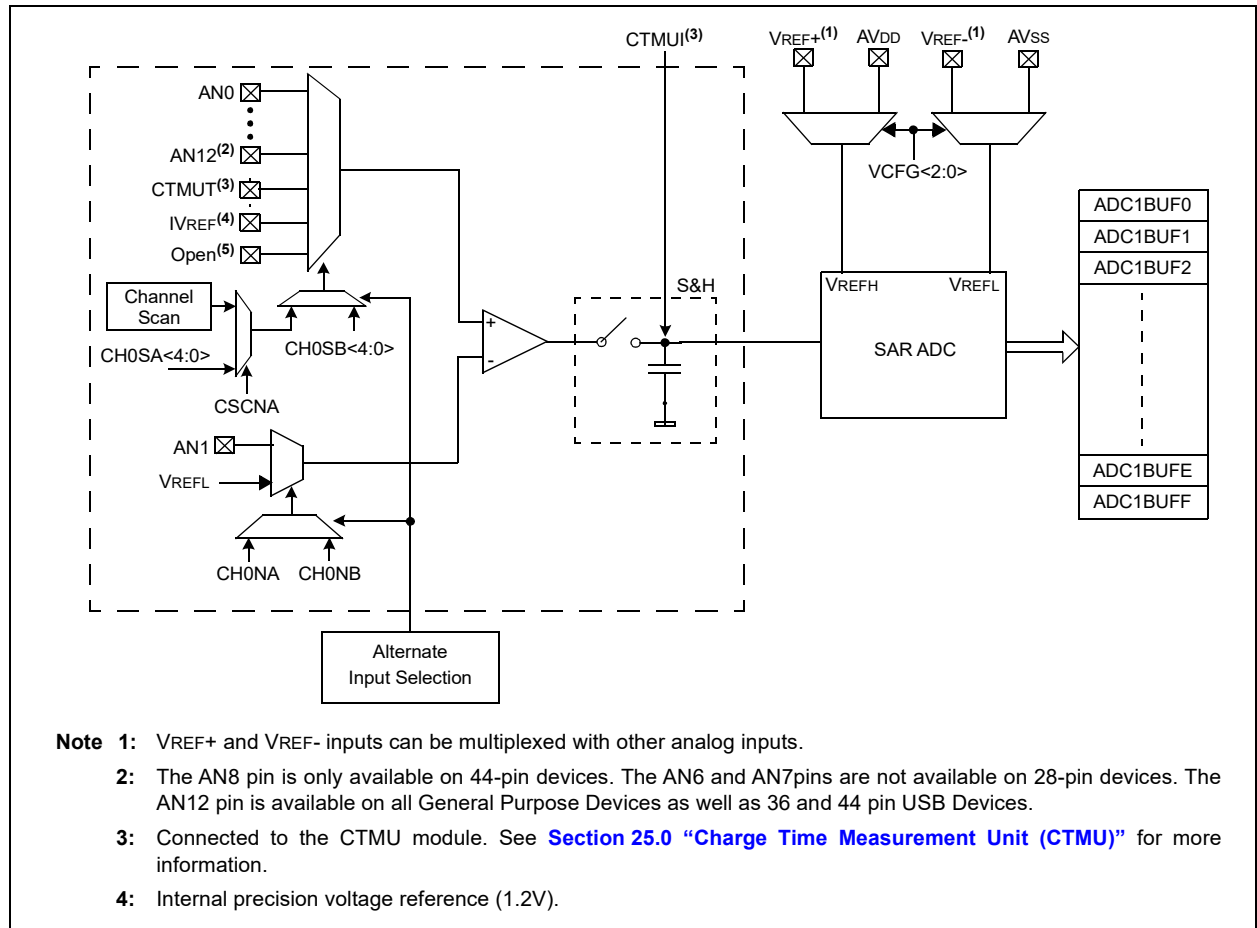 CTMUI(3)
VREF+(1) AVDD VREF-(1) AVSS
AN0
AN12(2)
CTMUT(3)
IVREF(4)
Open(5)
VCFG<2:0>
ADC1BUF0
ADC1BUF1
ADC1BUF2
Channel
Scan
CH0SA<4:0>
CH0SB<4:0>
CSCNA
+
-
S&H
VREFH VREFL
SAR ADC
AN1
VREFL
CH0NA CH0NB
ADC1BUFE
ADC1BUFF
Alternate
Input Selection
Note 1: VREF+ and VREF- inputs can be multiplexed with other analog inputs.
2: The AN8 pin is only available on 44-pin devices. The AN6 and AN7pins are not available on 28-pin devices. The
AN12 pin is available on all General Purpose Devices as well as 36 and 44 pin USB Devices.
3: Connected to the CTMU module. See Section 25.0 “Charge Time Measurement Unit (CTMU)” for more
information.
4: Internal precision voltage reference (1.2V).